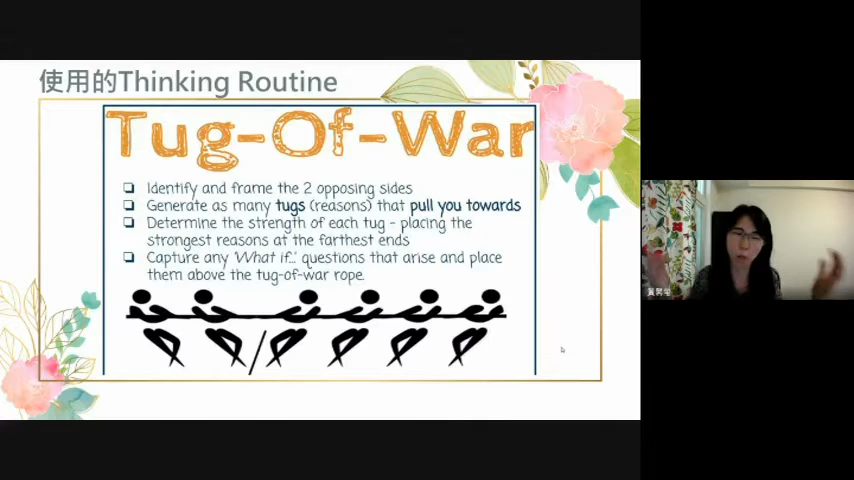 使用的Thinking Routine
Tug-Of-War
Identify and frame the 2 opposing sides
Generate as many tugs (reasons) that pull you towards
Determine the strength of each tug - placing the
strongest reasons at the farthest ends
Capture any 'What if..' questions that arise and place
them above the tug-of-war rope.